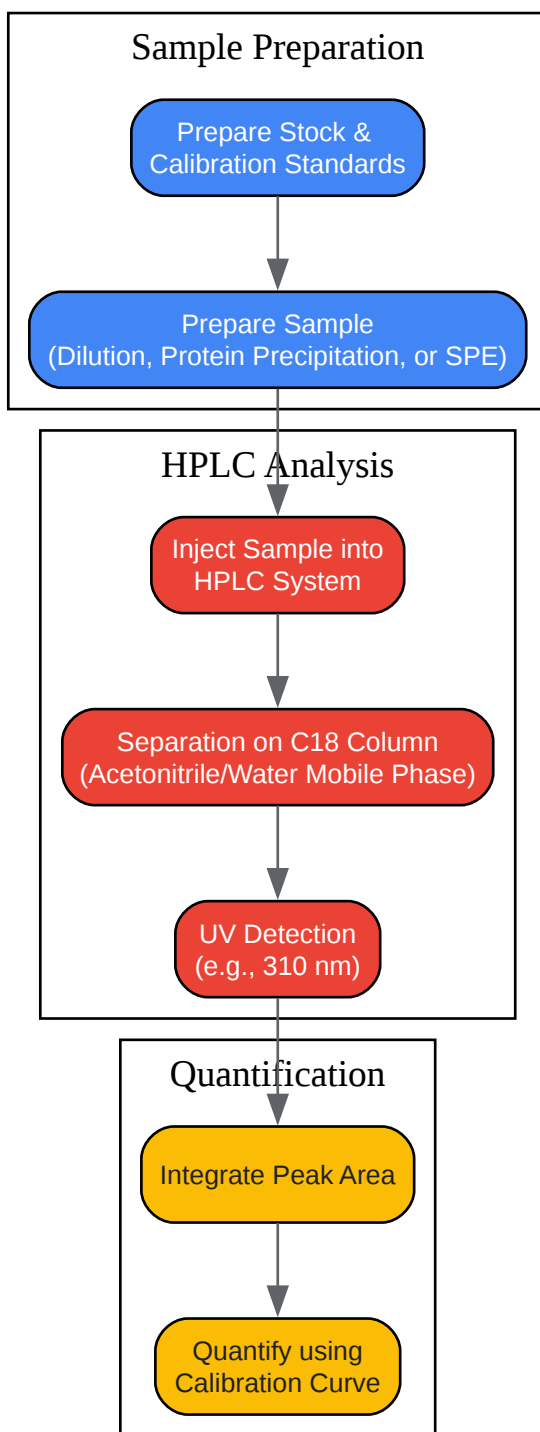 Sample Preparation
Prepare Stock &
Calibration Standards
Prepare Sample
(Dilution, Protein Precipitation, or SPE)
HPLC Analysis
Inject Sample into
HPLC System
Separation on C18 Column
(Acetonitrile/Water Mobile Phase)
UV Detection
(e.g., 310 nm)
Quantification
Integrate Peak Area
Quantify using
Calibration Curve